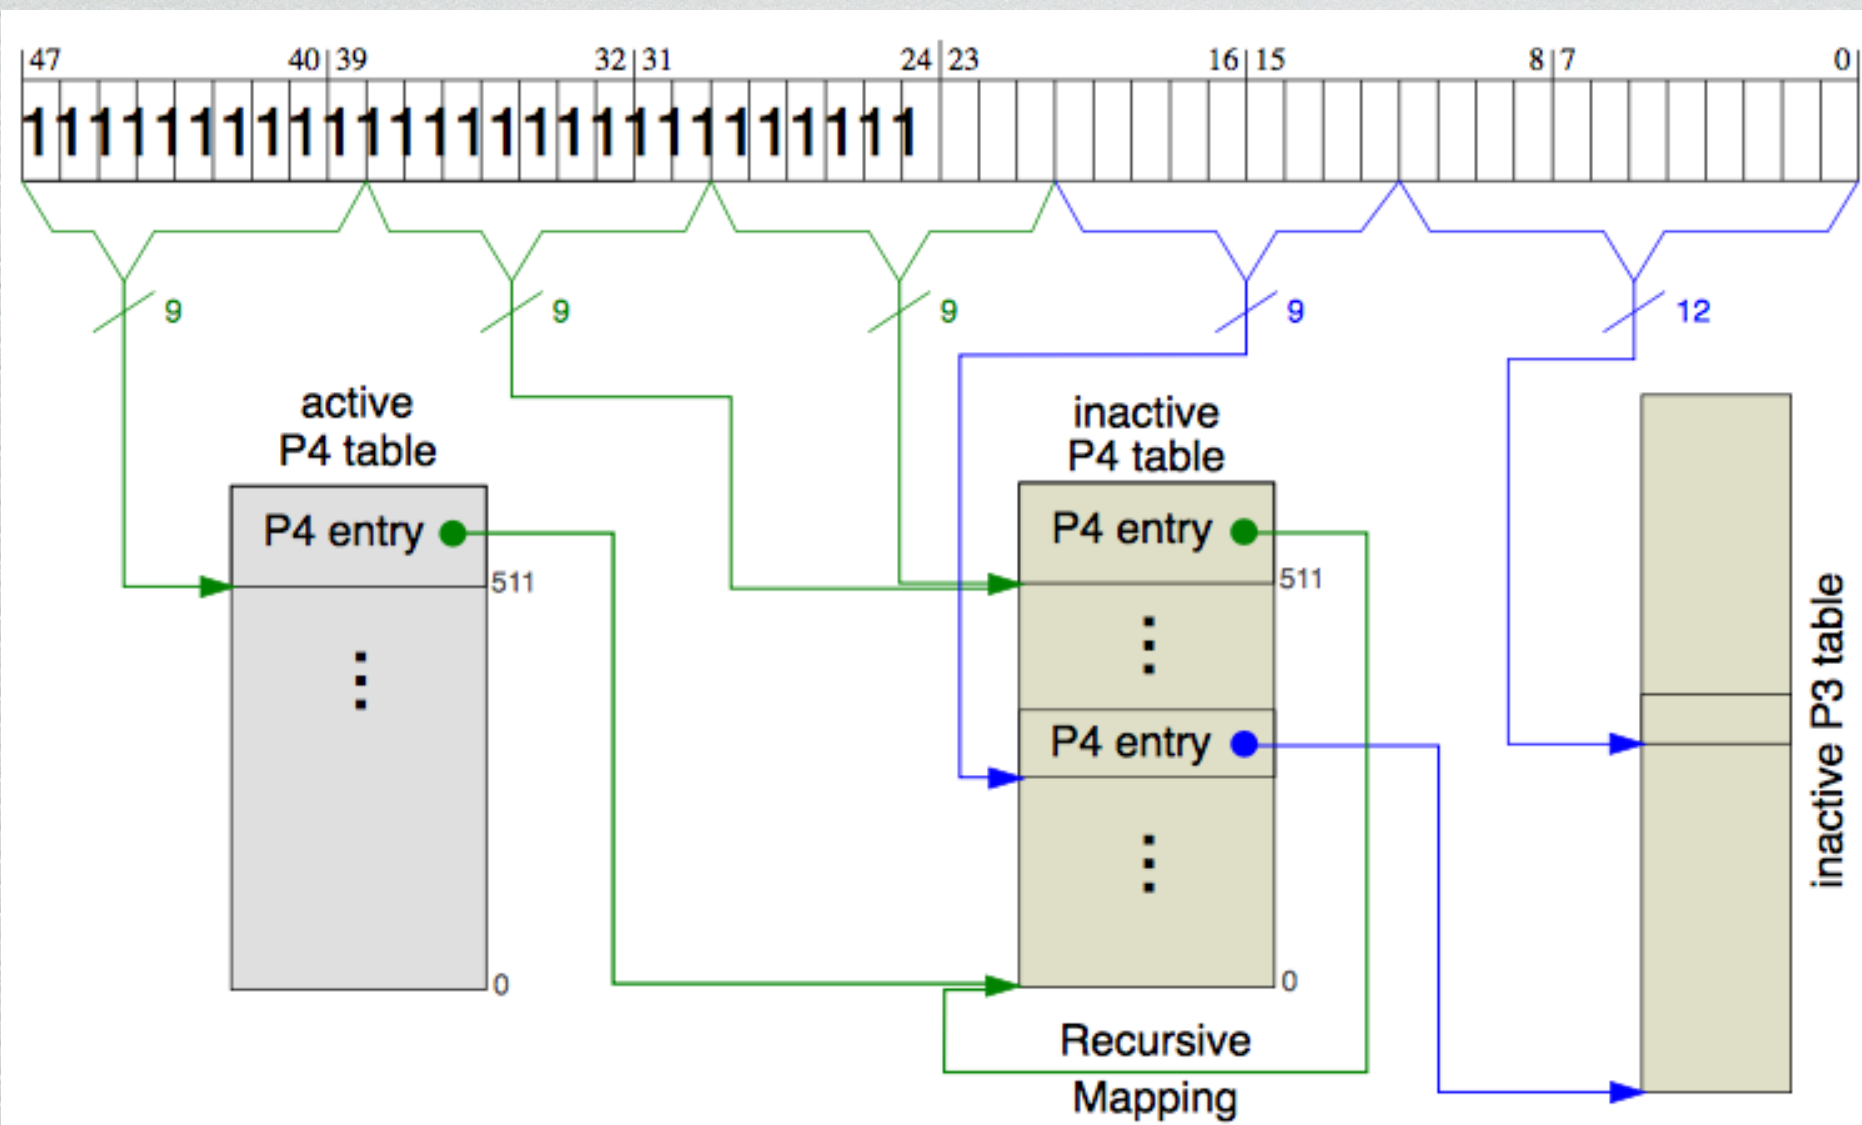 47 40 39 32 31 24 23 16 15 8 7 0
111111111111111111111111111
9 9 9 9 12
active
P4 table
P4 entry
511
0
inactive
P4 table
P4 entry
511
P4 entry
0
Recursive
Mapping
inactive P3 table